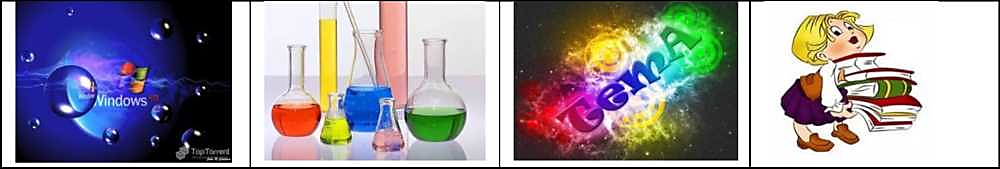 Windows
TopTorrent
ТемА